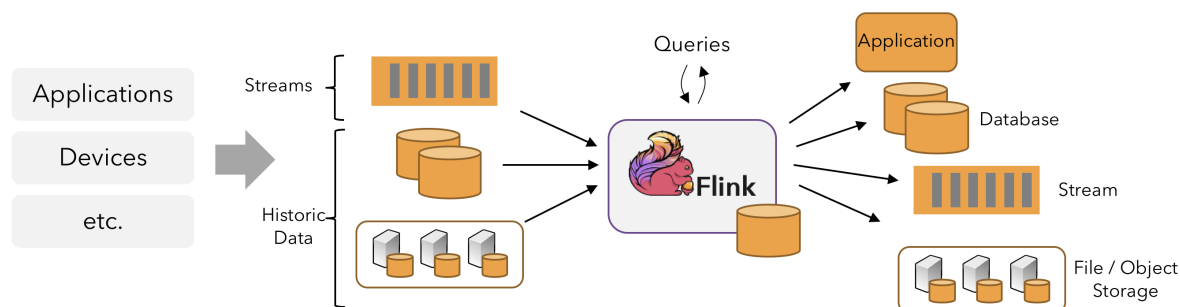 Applications
Devices
etc.
Streams
Historic
Data
Queries
Flink
Application
Database
Stream
File / Object
Storage